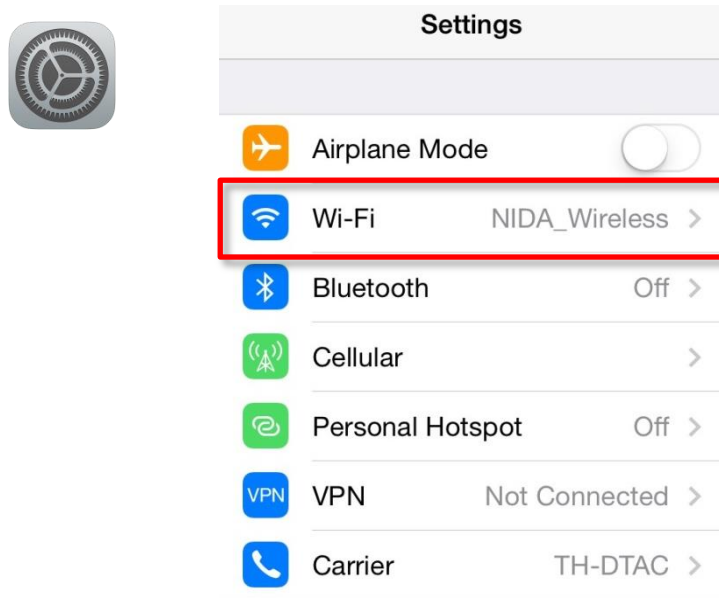 Settings
Airplane Mode
Wi-Fi NIDA_Wireless
Bluetooth Off
Cellular
Personal Hotspot Off
VPN VPN Not Connected
Carrier TH-DTAC